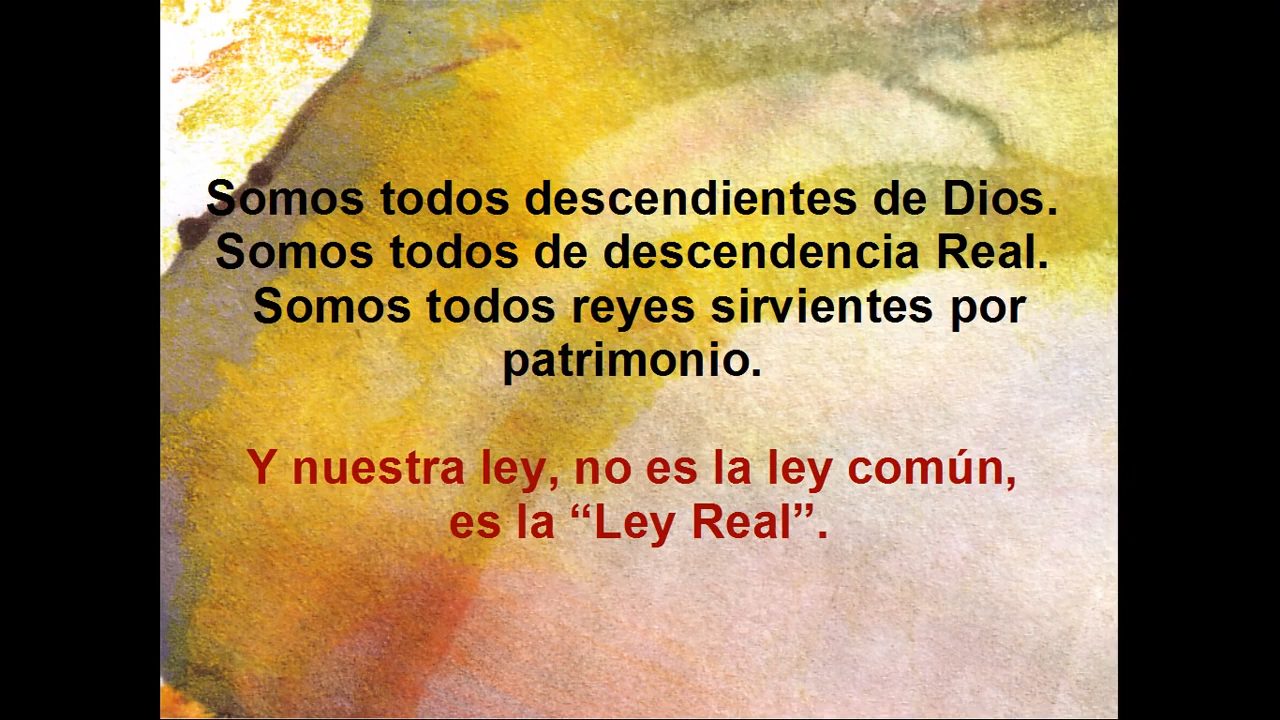 Somos todos descendientes de Dios.
Somos todos de descendencia Real.
Somos todos reyes sirvientes por
patrimonio.
Y nuestra ley, no es la ley común,
es la “Ley Real”.